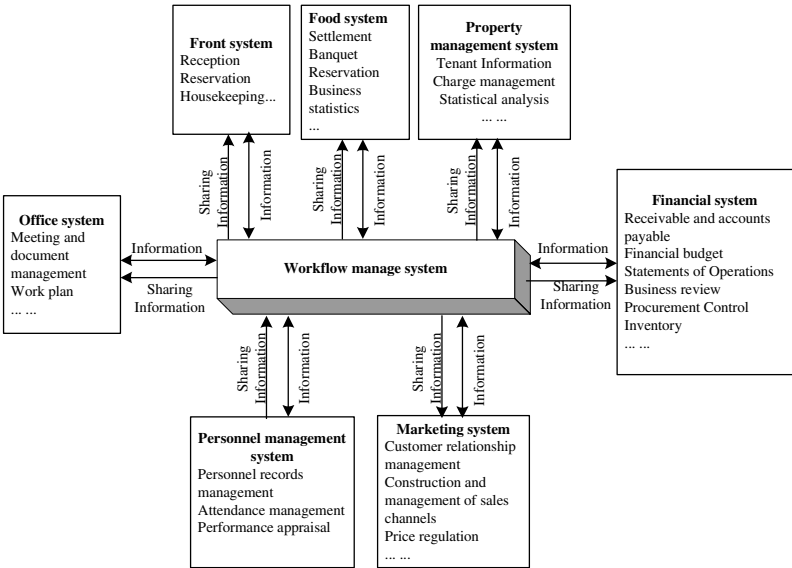 Front system
Reception
Reservation
Housekeeping...
Food system
Settlement
Banquet
Reservation
Business
statistics
...
Property
management system
Tenant Information
Charge management
Statistical analysis
... ...
Sharing
Information
Information
Sharing
Information
Information
Sharing
Information
Information
Office system
Meeting and
document
management
Work plan
... ...
Information
Sharing
Information
Workflow manage system
Information
Sharing
Information
Financial system
Receivable and accounts
payable
Financial budget
Statements of Operations
Business review
Procurement Control
Inventory
... ...
Sharing
Information
Information
Sharing
Information
Information
Personnel management
system
Personnel records
management
Attendance management
Performance appraisal
Marketing system
Customer relationship
management
Construction and
management of sales
channels
Price regulation
... ...